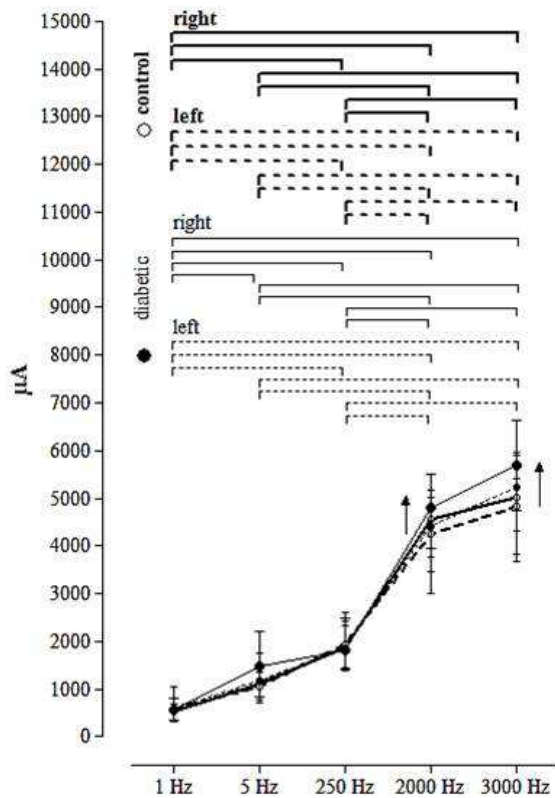 μA
15000
14000
13000
12000
11000
10000
9000
8000
7000
6000
5000
4000
3000
2000
1000
0
control
diabetic
right
left
right
left
1 Hz
5 Hz
250 Hz
2000 Hz
3000 Hz